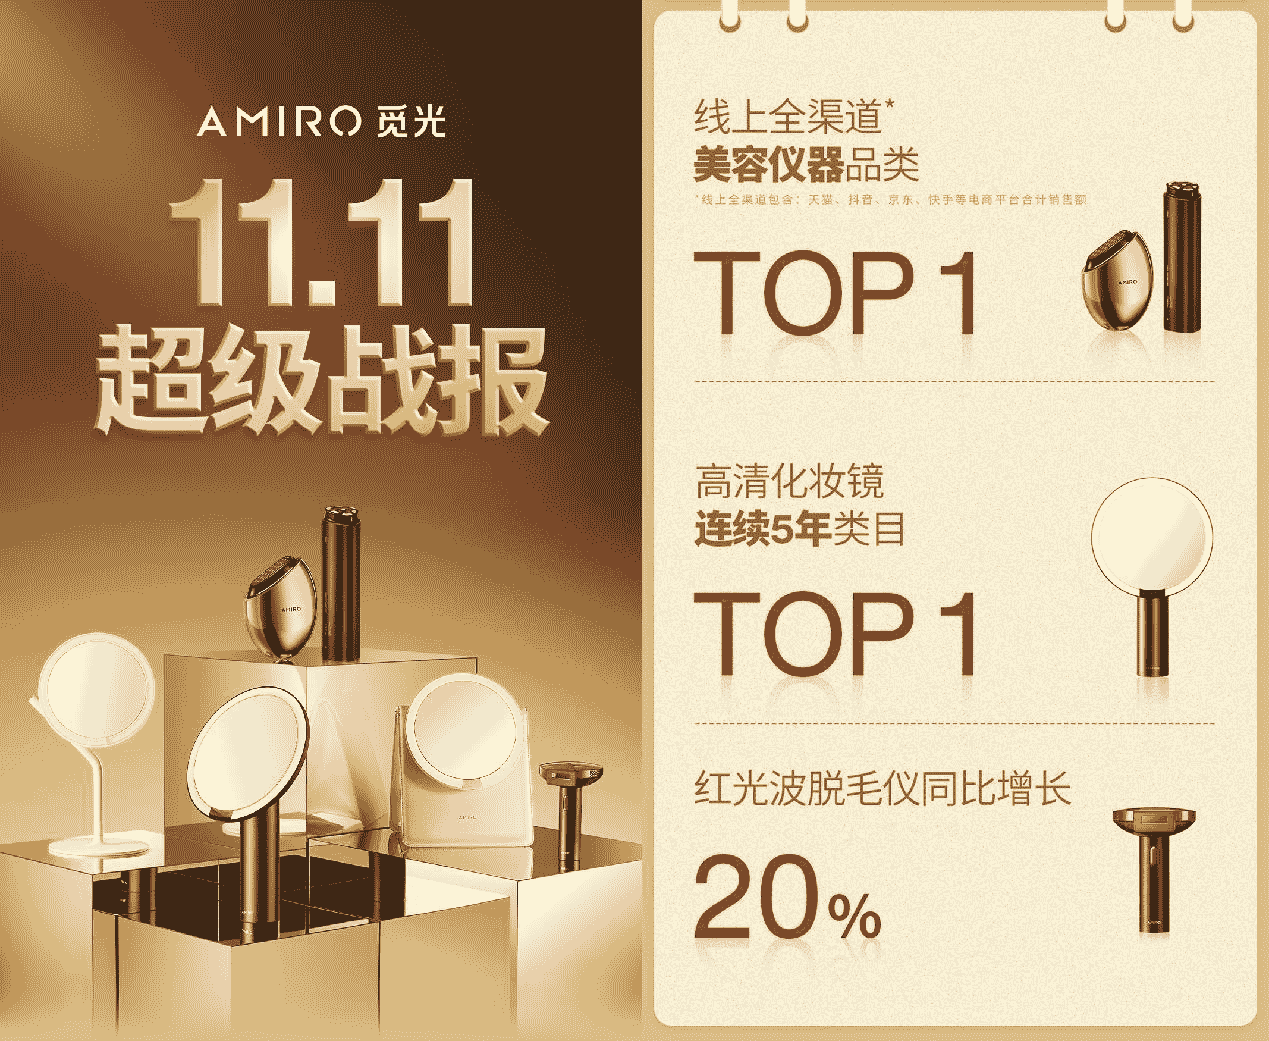 AMIRO 觅光
11.11
超级战报
AMIRO
线上全渠道*
美容仪器品类
*线上全渠道包含：天猫、抖音、京东、快手等电商平台合计销售额
TOP 1
AMIRO
高清化妆镜
连续5年类目
TOP 1
红光波脱毛仪同比增长
20%